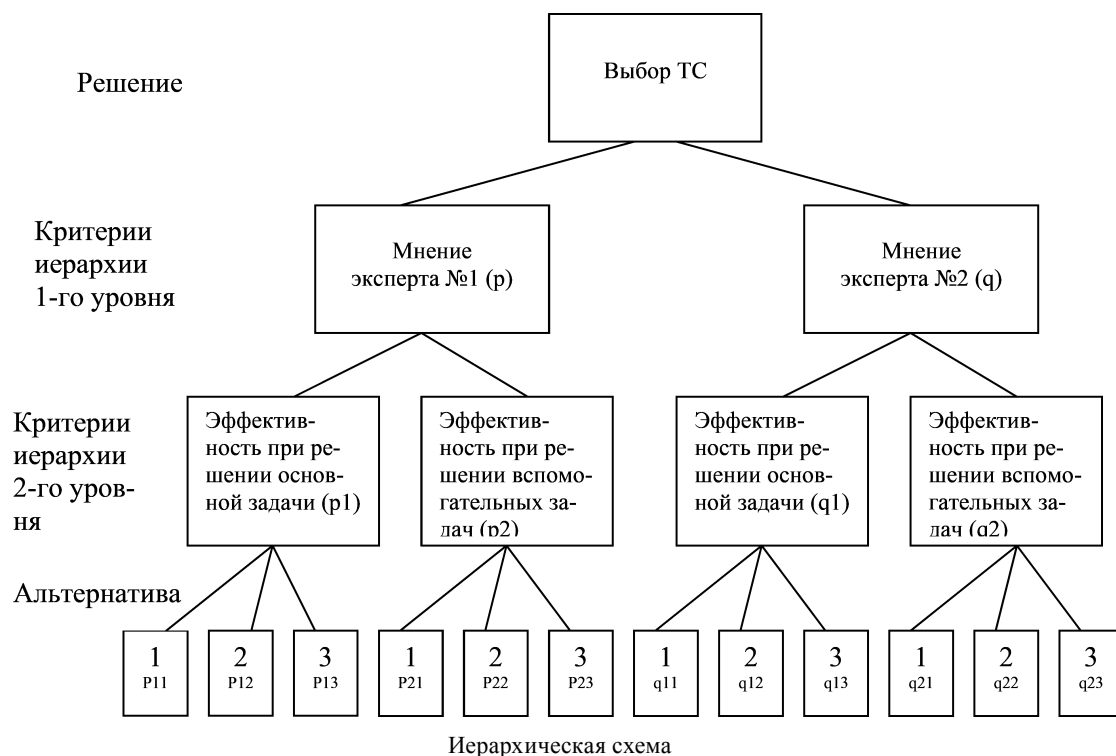 Решение
Выбор ТС
Критерии
иерархии
1-го уровня
Мнение
эксперта №1 (p)
Мнение
эксперта №2 (q)
Критерии
иерархии
2-го уров-
ня
Эффектив-
ность при ре-
шении основ-
ной задачи (p1)
Эффектив-
ность при ре-
шении вспомо-
гательных за-
дач (p2)
Эффектив-
ность при ре-
шении основ-
ной задачи (q1)
Эффектив-
ность при ре-
шении вспомо-
гательных за-
дач (q2)
Альтернатива
1
P11
2
P12
3
P13
1
P21
2
P22
3
P23
1
q11
2
q12
3
q13
1
q21
2
q22
3
q23
Иерархическая схема